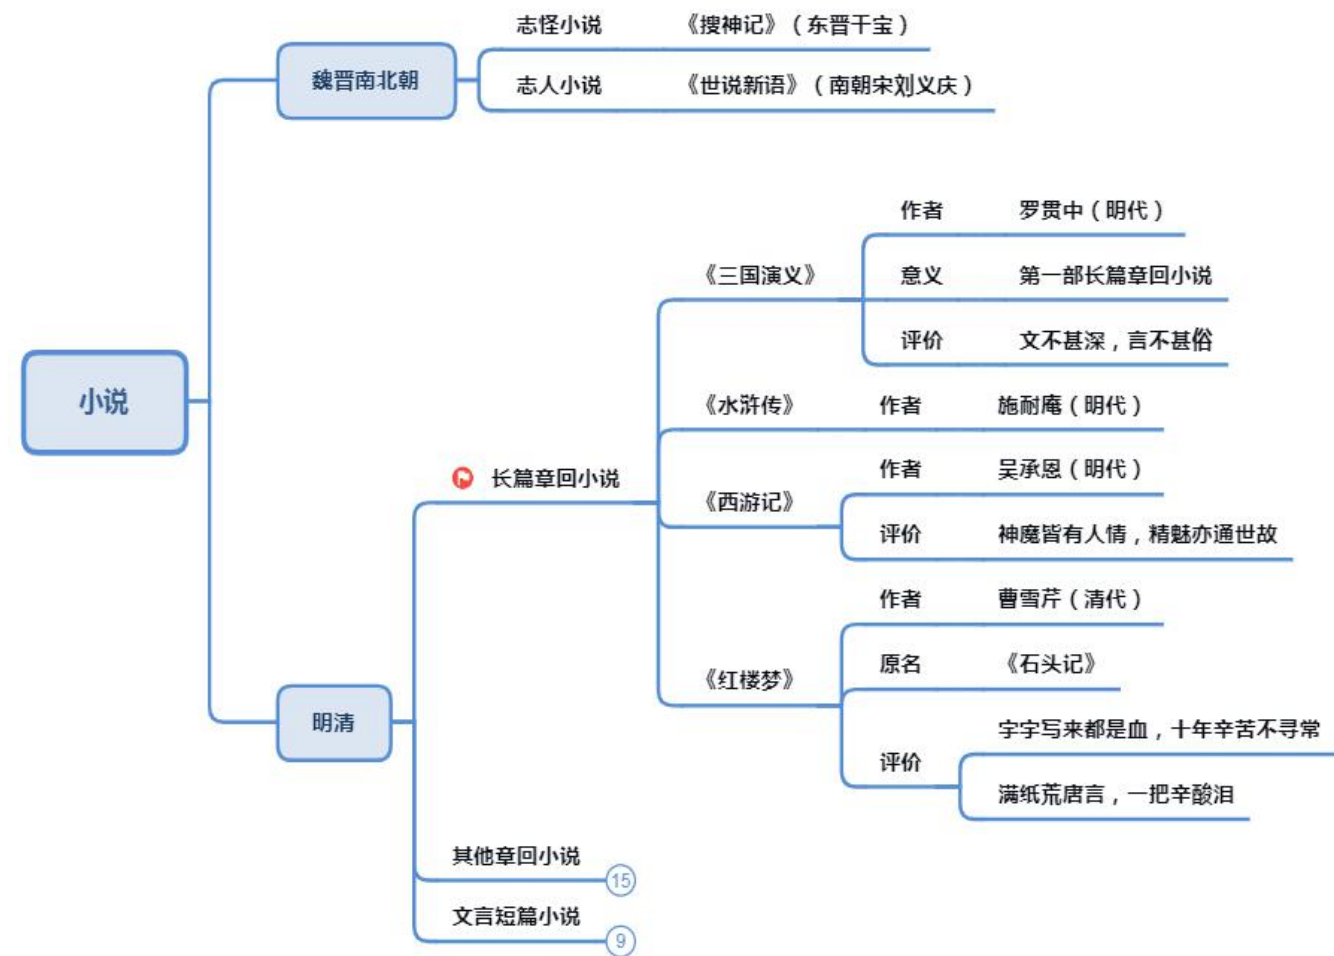 小说
魏晋南北朝
志怪小说 《搜神记》（东晋干宝）
志人小说 《世说新语》（南朝宋刘义庆）
明清
长篇章回小说
《三国演义》
作者 罗贯中（明代）
意义 第一部长篇章回小说
评价 文不甚深，言不甚俗
《水浒传》 作者 施耐庵（明代）
《西游记》
作者 吴承恩（明代）
评价 神魔皆有人情，精魅亦通世故
《红楼梦》
作者 曹雪芹（清代）
原名 《石头记》
评价
字字写来都是血，十年辛苦不寻常
满纸荒唐言，一把辛酸泪
其他章回小说 15
文言短篇小说 9